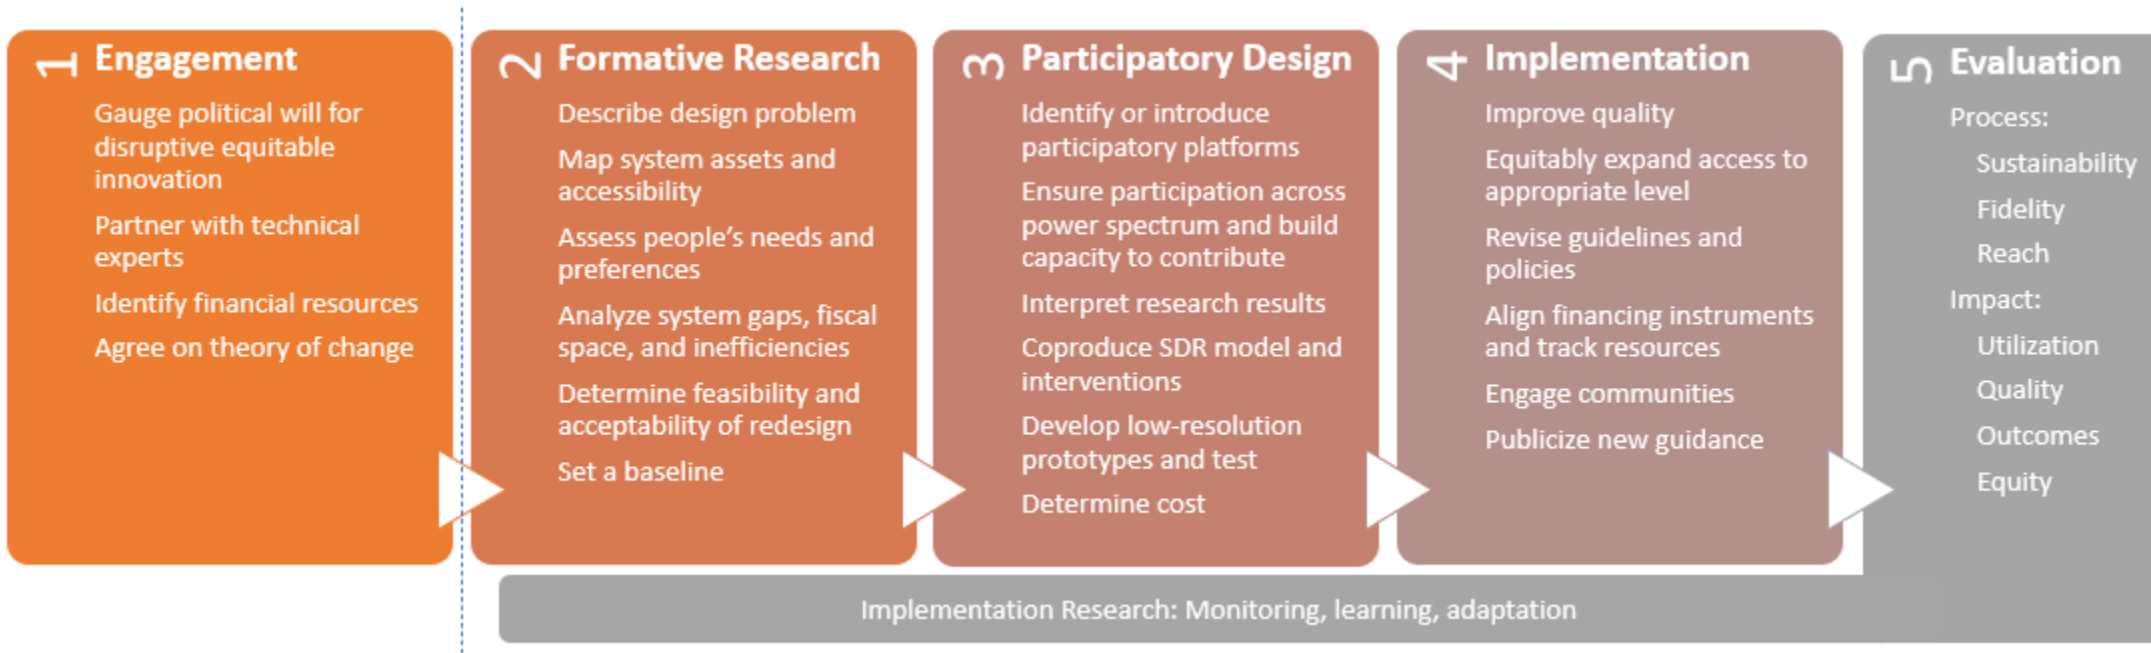 1 Engagement
Gauge political will for
disruptive equitable
innovation
Partner with technical
experts
Identify financial resources
Agree on theory of change
2 Formative Research
Describe design problem
Map system assets and
accessibility
Assess people’s needs and
preferences
Analyze system gaps, fiscal
space, and inefficiencies
Determine feasibility and
acceptability of redesign
Set a baseline
3 Participatory Design
Identify or introduce
participatory platforms
Ensure participation across
power spectrum and build
capacity to contribute
Interpret research results
Coproduce SDR model and
interventions
Develop low-resolution
prototypes and test
Determine cost
4 Implementation
Improve quality
Equitably expand access to
appropriate level
Revise guidelines and
policies
Align financing instruments
and track resources
Engage communities
Publicize new guidance
5 Evaluation
Process:
Sustainability
Fidelity
Reach
Impact:
Utilization
Quality
Outcomes
Equity
Implementation Research: Monitoring, learning, adaptation